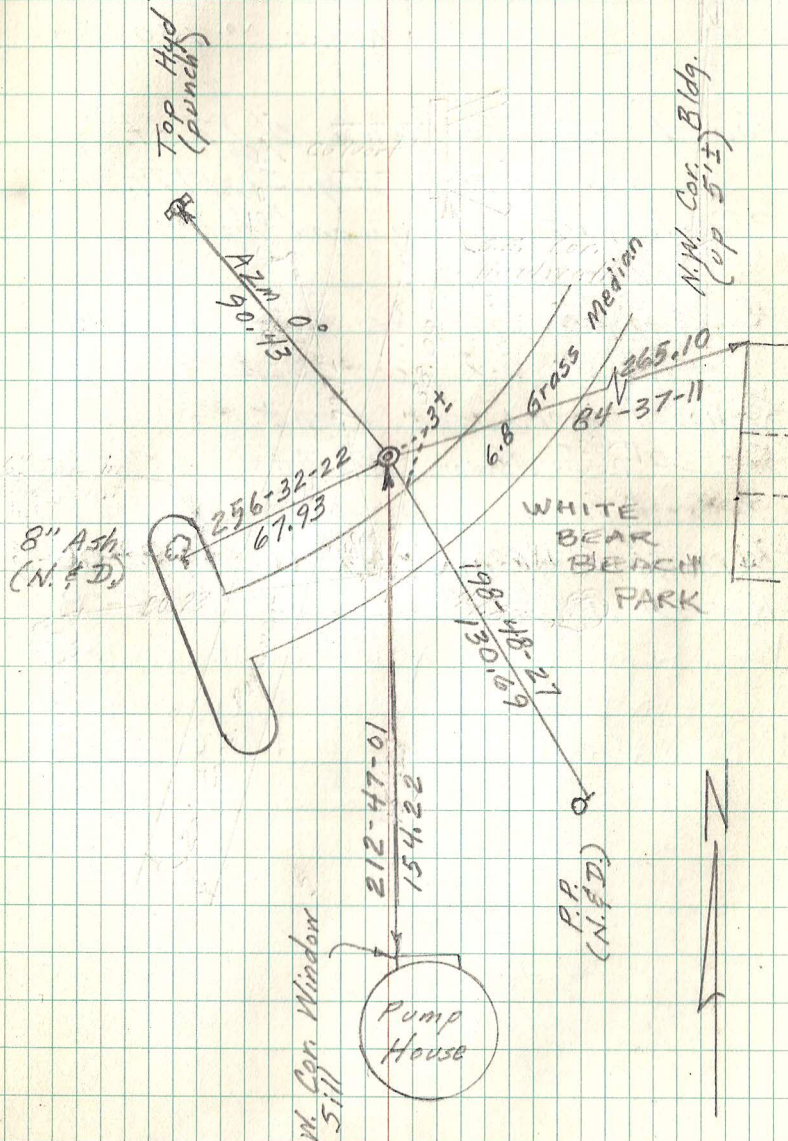 Top Hyd
(punch)
N.W. Cor. Bldg.
(up 5'±)
Azm 0°
90.43
Grass Median
6.8
3±
265.10
84-37-11
256-32-22
67.93
8" Ash
(N. & D.)
WHITE
BEAR
BEACH
PARK
198-48-27
130.69
212-47-01
154.22
P.P.
(N. & D.)
N
W. Cor. Window
Sill
Pump
House